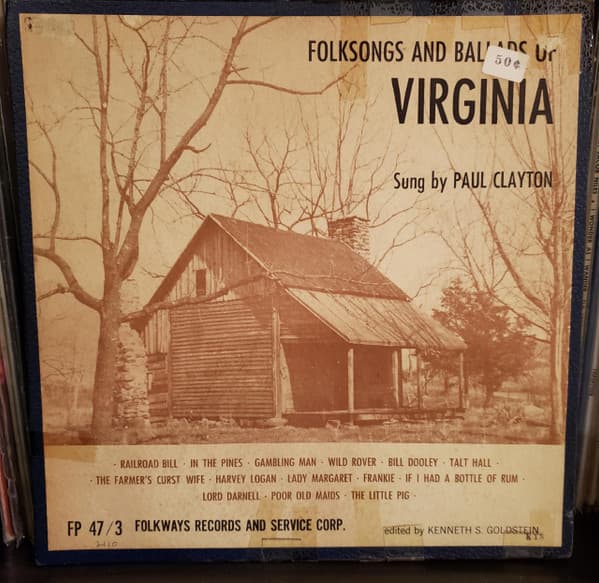 FOLKSONGS AND BALLADS OF
50¢
VIRGINIA
Sung by PAUL CLAYTON
· RAILROAD BILL · IN THE PINES · GAMBLING MAN · WILD ROVER · BILL DOOLEY · TALT HALL ·
· THE FARMER'S CURST WIFE · HARVEY LOGAN · LADY MARGARET · FRANKIE · IF I HAD A BOTTLE OF RUM ·
LORD DARNELL · POOR OLD MAIDS · THE LITTLE PIG ·
FP 47/3 FOLKWAYS RECORDS AND SERVICE CORP.
edited by KENNETH S. GOLDSTEIN